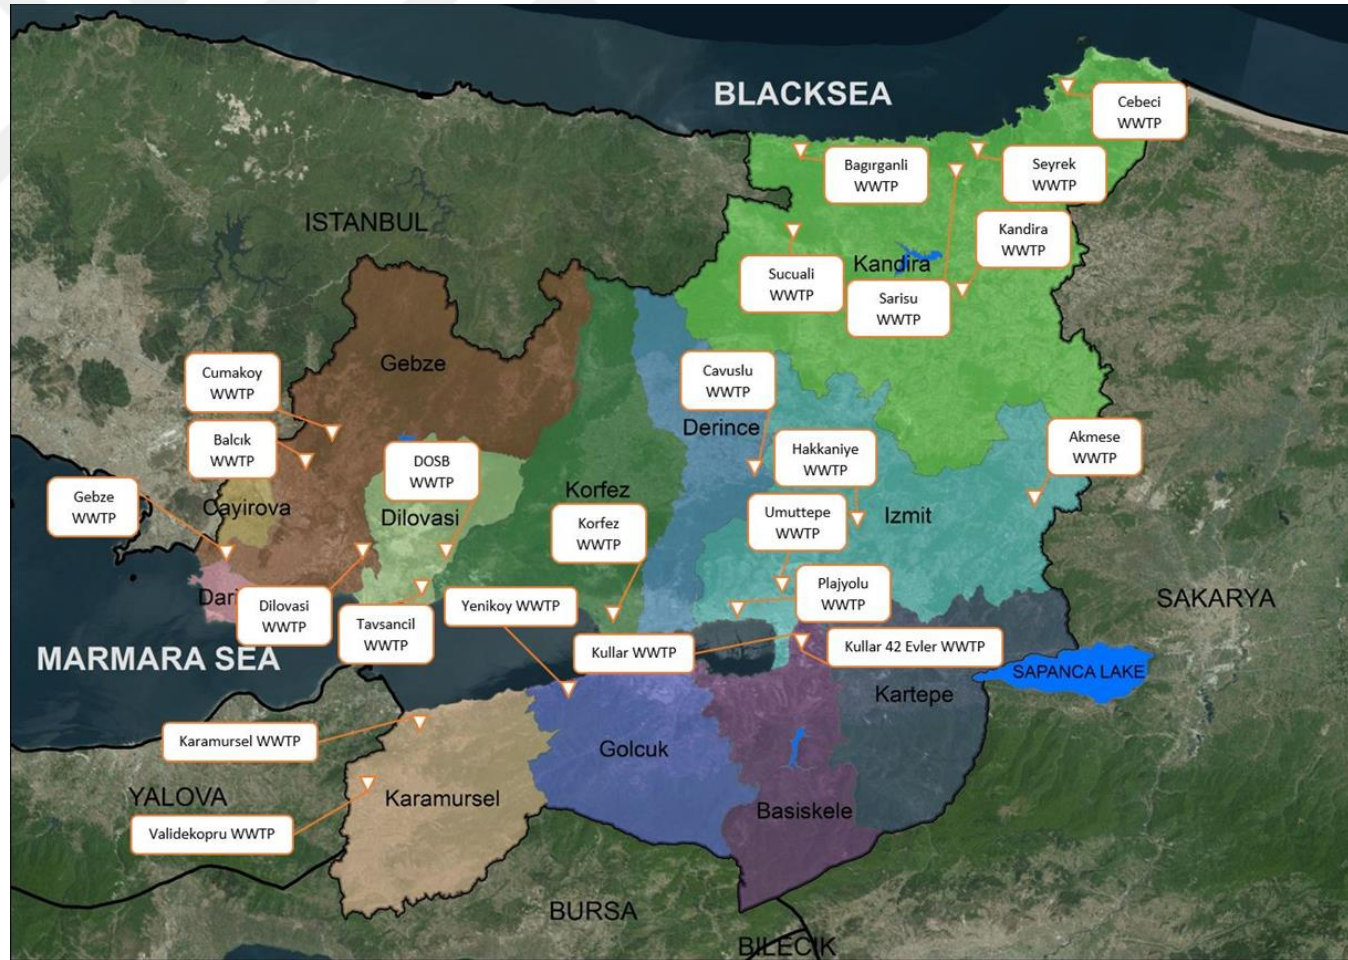 BLACKSEA
Cebeci
WWTP
Bagırganli
WWTP
Seyrek
WWTP
ISTANBUL
Kandira
WWTP
Kandira
Sucuali
WWTP
Sarisu
WWTP
Gebze
Cumakoy
WWTP
Cavuslu
WWTP
Derince
Balcık
WWTP
DOSB
WWTP
Hakkaniye
WWTP
Akmese
WWTP
Gebze
WWTP
Cayirova
Dilovasi
Korfez
Korfez
WWTP
Umuttepe
WWTP
Izmit
Plajyolu
WWTP
Dari
Dilovasi
WWTP
Tavsancil
WWTP
Yenikoy WWTP
SAKARYA
MARMARA SEA
Kullar WWTP
Kullar 42 Evler WWTP
SAPANCA LAKE
Kartepe
Karamursel WWTP
Golcuk
YALOVA
Karamursel
Basiskele
Validekopru WWTP
BURSA
BILECIK